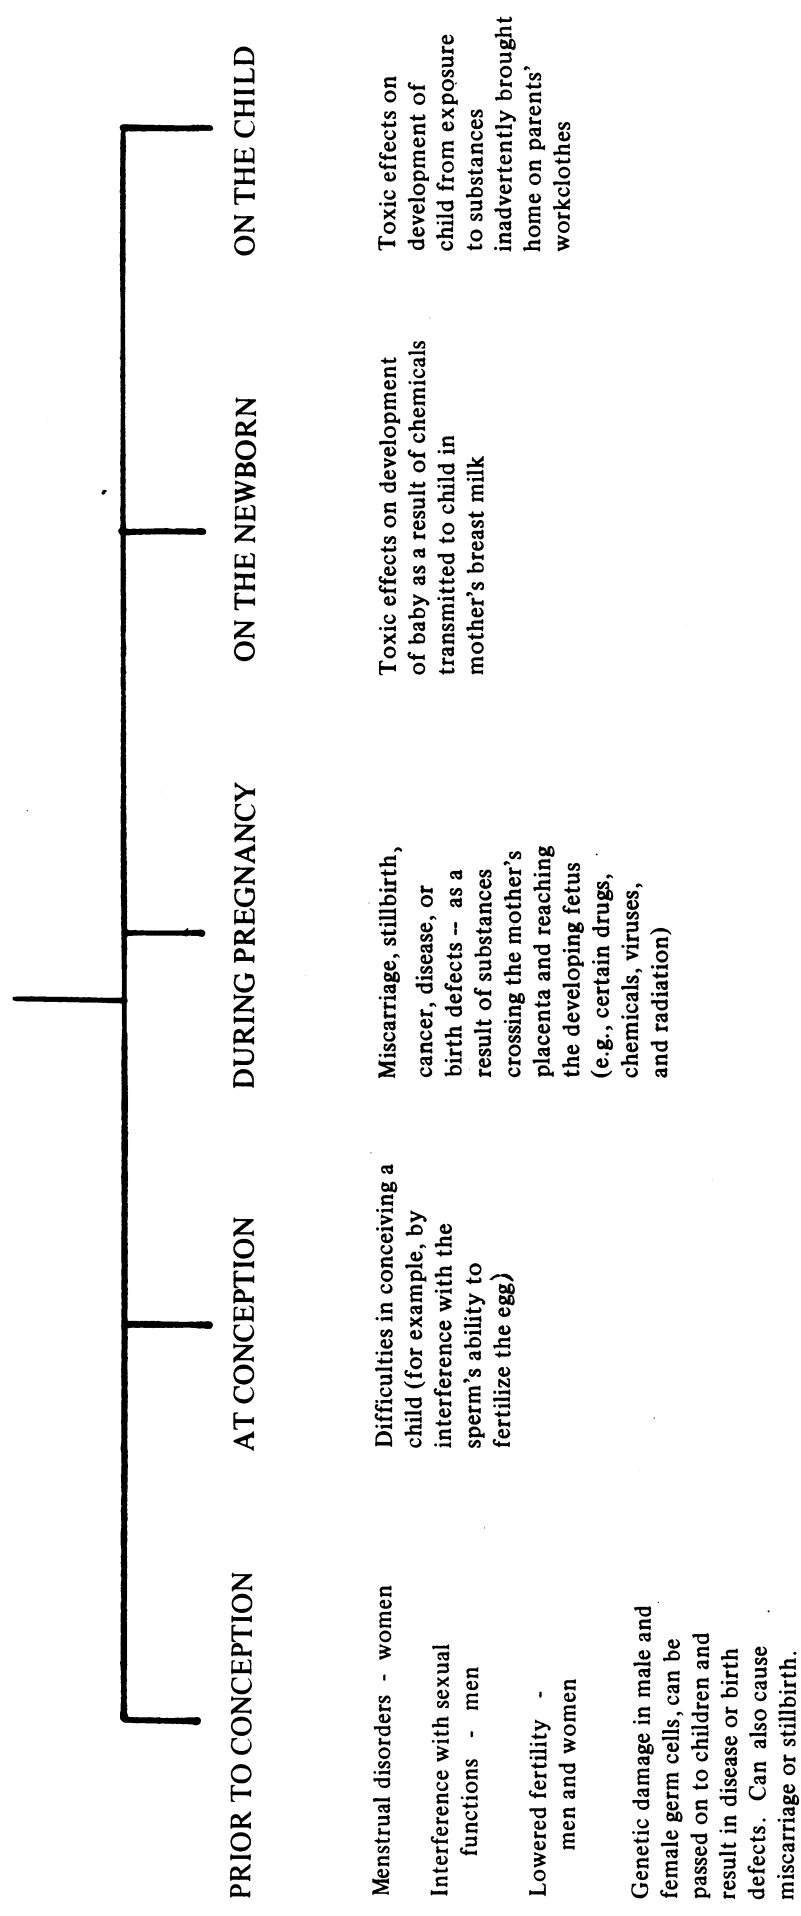 PRIOR TO CONCEPTION
Menstrual disorders - women
Interference with sexual
functions - men
Lowered fertility -
men and women
Genetic damage in male and
female germ cells, can be
passed on to children and
result in disease or birth
defects. Can also cause
miscarriage or stillbirth.
AT CONCEPTION
Difficulties in conceiving a
child (for example, by
interference with the
sperm's ability to
fertilize the egg)
DURING PREGNANCY
Miscarriage, stillbirth,
cancer, disease, or
birth defects -- as a
result of substances
crossing the mother's
placenta and reaching
the developing fetus
(e.g., certain drugs,
chemicals, viruses,
and radiation)
ON THE NEWBORN
Toxic effects on development
of baby as a result of chemicals
transmitted to child in
mother's breast milk
ON THE CHILD
Toxic effects on
development of
child from exposure
to substances
inadvertently brought
home on parents'
workclothes